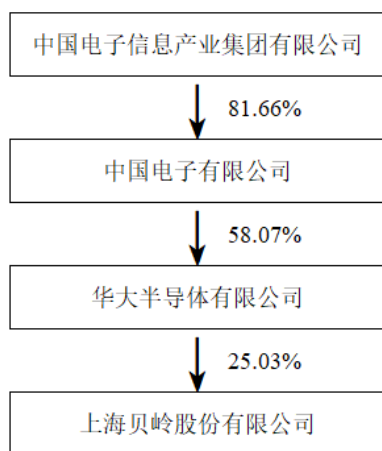 中国电子信息产业集团有限公司
81.66%
中国电子有限公司
58.07%
华大半导体有限公司
25.03%
上海贝岭股份有限公司